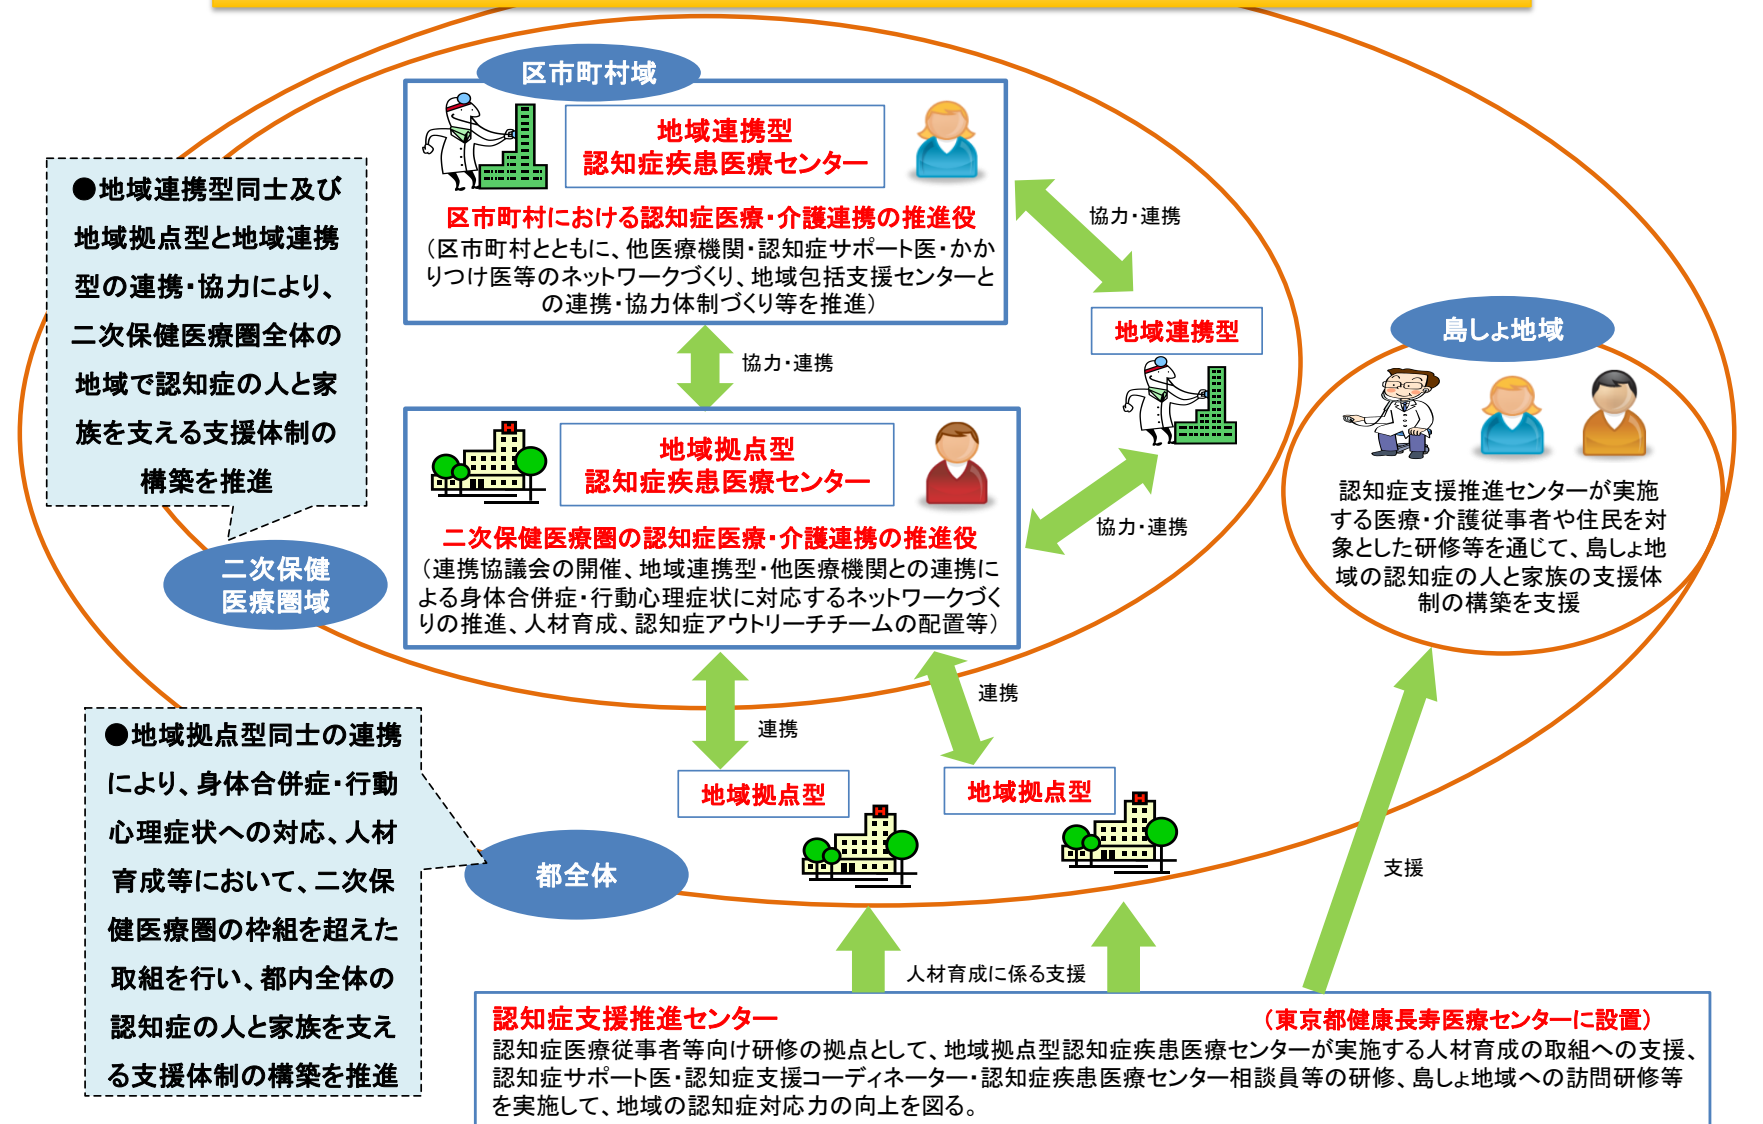 区市町村域
地域連携型
認知症疾患医療センター
区市町村における認知症医療・介護連携の推進役
（区市町村とともに、他医療機関・認知症サポート医・かか
りつけ医等のネットワークづくり、地域包括支援センターと
の連携・協力体制づくり等を推進）
●地域連携型同士及び
地域拠点型と地域連携
型の連携・協力により、
二次保健医療圏全体の
地域で認知症の人と家
族を支える支援体制の
構築を推進
協力・連携
地域連携型
協力・連携
島しょ地域
認知症支援推進センターが実施
する医療・介護従事者や住民を対
象とした研修等を通じて、島しょ地
域の認知症の人と家族の支援体
制の構築を支援
地域拠点型
認知症疾患医療センター
二次保健医療圏の認知症医療・介護連携の推進役
（連携協議会の開催、地域連携型・他医療機関との連携に
よる身体合併症・行動心理症状に対応するネットワークづく
りの推進、人材育成、認知症アウトリーチチームの配置等）
協力・連携
二次保健
医療圏域
連携
連携
地域拠点型
地域拠点型
●地域拠点型同士の連携
により、身体合併症・行動
心理症状への対応、人材
育成等において、二次保
健医療圏の枠組を超えた
取組を行い、都内全体の
認知症の人と家族を支え
る支援体制の構築を推進
都全体
支援
人材育成に係る支援
認知症支援推進センター （東京都健康長寿医療センターに設置）
認知症医療従事者等向け研修の拠点として、地域拠点型認知症疾患医療センターが実施する人材育成の取組への支援、
認知症サポート医・認知症支援コーディネーター・認知症疾患医療センター相談員等の研修、島しょ地域への訪問研修等
を実施して、地域の認知症対応力の向上を図る。